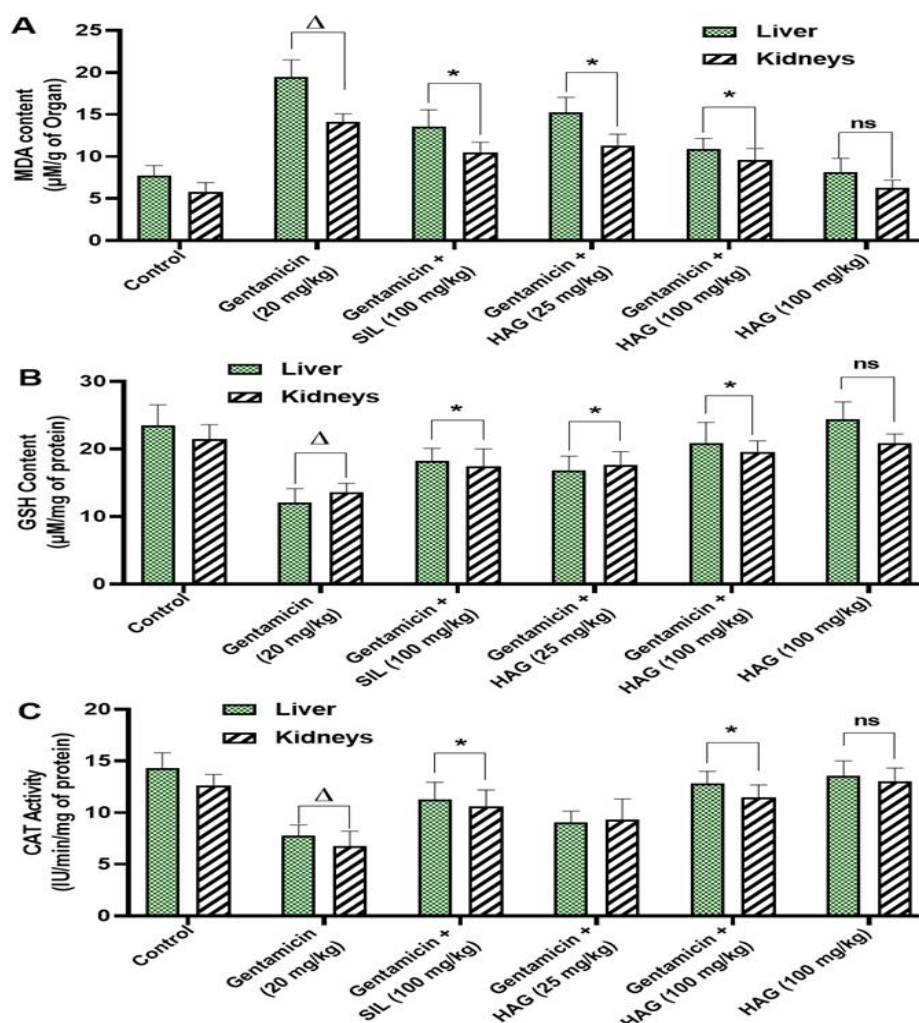 A
25
20
15
10
5
0
MDA content
(µM/g of Organ)
Liver
Kidneys
Δ
*
*
*
ns
Control
Gentamicin
(20 mg/kg)
Gentamicin +
SIL (100 mg/kg)
Gentamicin +
HAG (25 mg/kg)
Gentamicin +
HAG (100 mg/kg)
HAG (100 mg/kg)
B
30
20
10
0
GSH Content
(µM/mg of protein)
Liver
Kidneys
Δ
*
*
*
ns
Control
Gentamicin
(20 mg/kg)
Gentamicin +
SIL (100 mg/kg)
Gentamicin +
HAG (25 mg/kg)
Gentamicin +
HAG (100 mg/kg)
HAG (100 mg/kg)
C
20
15
10
5
0
CAT Activity
(IU/min/mg of protein)
Liver
Kidneys
Δ
*
*
ns
Control
Gentamicin
(20 mg/kg)
Gentamicin +
SIL (100 mg/kg)
Gentamicin +
HAG (25 mg/kg)
Gentamicin +
HAG (100 mg/kg)
HAG (100 mg/kg)